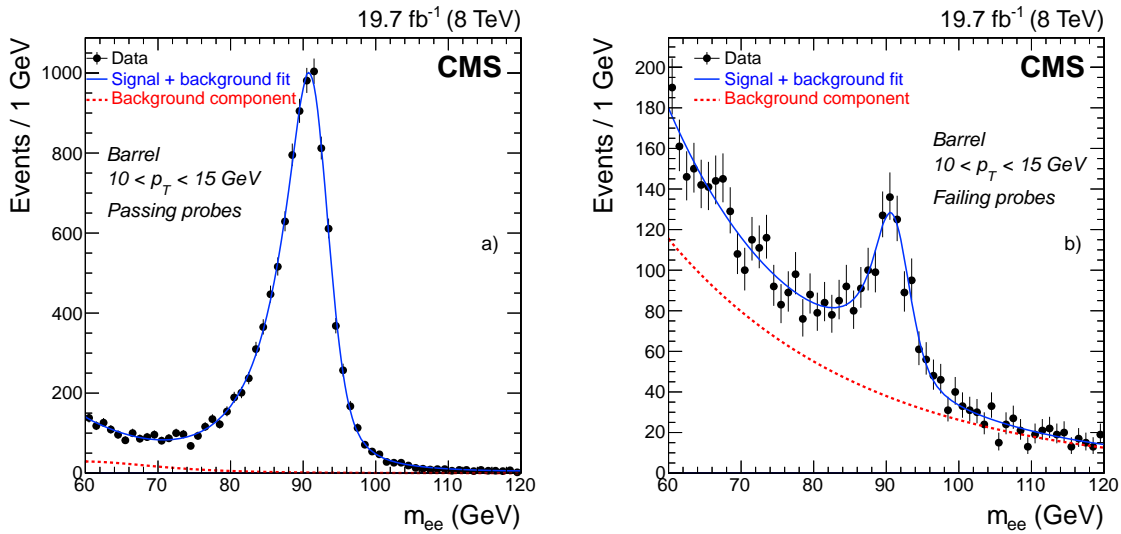 19.7 fb⁻¹ (8 TeV)
Events / 1 GeV
1000
800
600
400
200
0
Data
Signal + background fit
Background component
CMS
Barrel
10 < p_T < 15 GeV
Passing probes
a)
60 70 80 90 100 110 120
m_ee (GeV)
19.7 fb⁻¹ (8 TeV)
Events / 1 GeV
200
180
160
140
120
100
80
60
40
20
0
Data
Signal + background fit
Background component
CMS
Barrel
10 < p_T < 15 GeV
Failing probes
b)
60 70 80 90 100 110 120
m_ee (GeV)